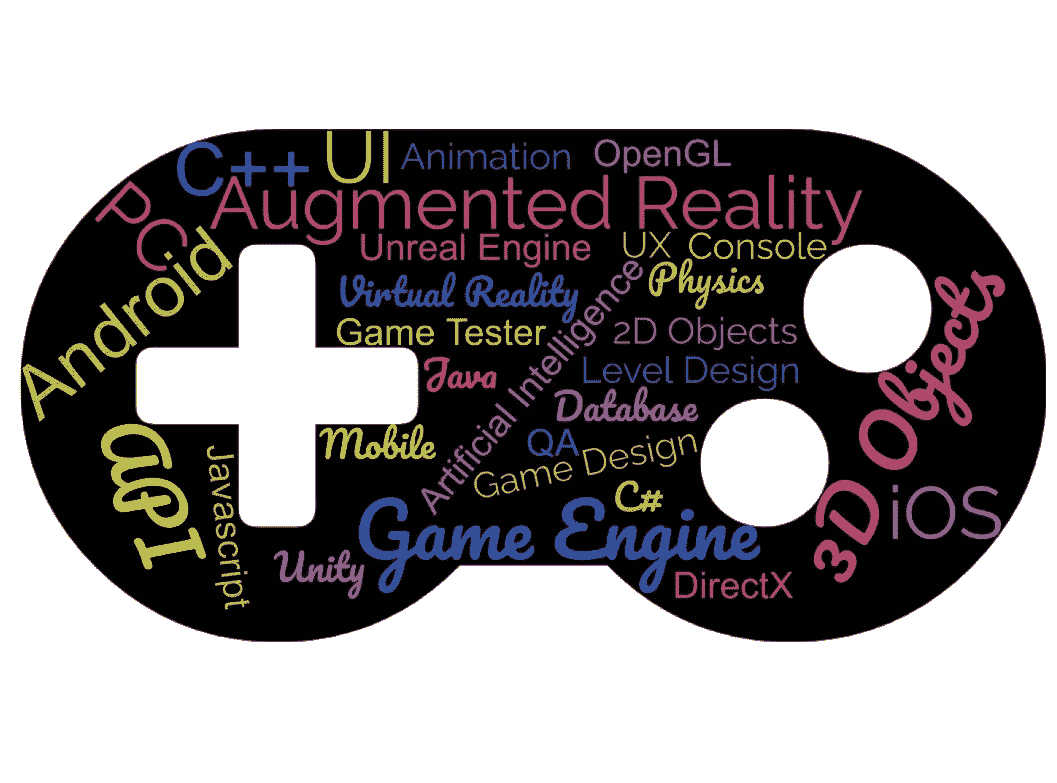 C++
UI
Animation
OpenGL
PC
Augmented Reality
Unreal Engine
UX
Console
Android
Virtual Reality
Physics
Game Tester
Artificial Intelligence
2D Objects
Java
Level Design
Database
3D Objects
API
Mobile
QA
Game Design
Javascript
C#
iOS
Game Engine
Unity
DirectX